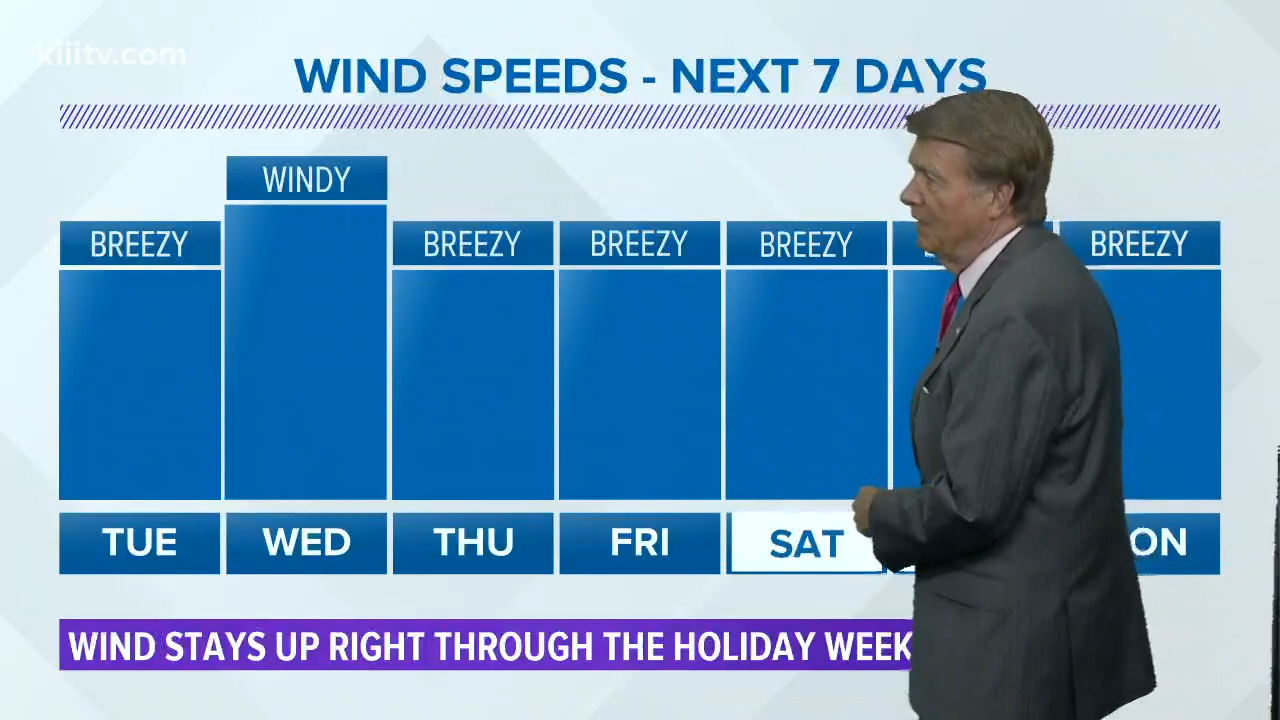 kiiitv.com
WIND SPEEDS - NEXT 7 DAYS
WINDY
BREEZY
BREEZY
BREEZY
BREEZY
BREEZY
TUE
WED
THU
FRI
SAT
WIND STAYS UP RIGHT THROUGH THE HOLIDAY WEEK